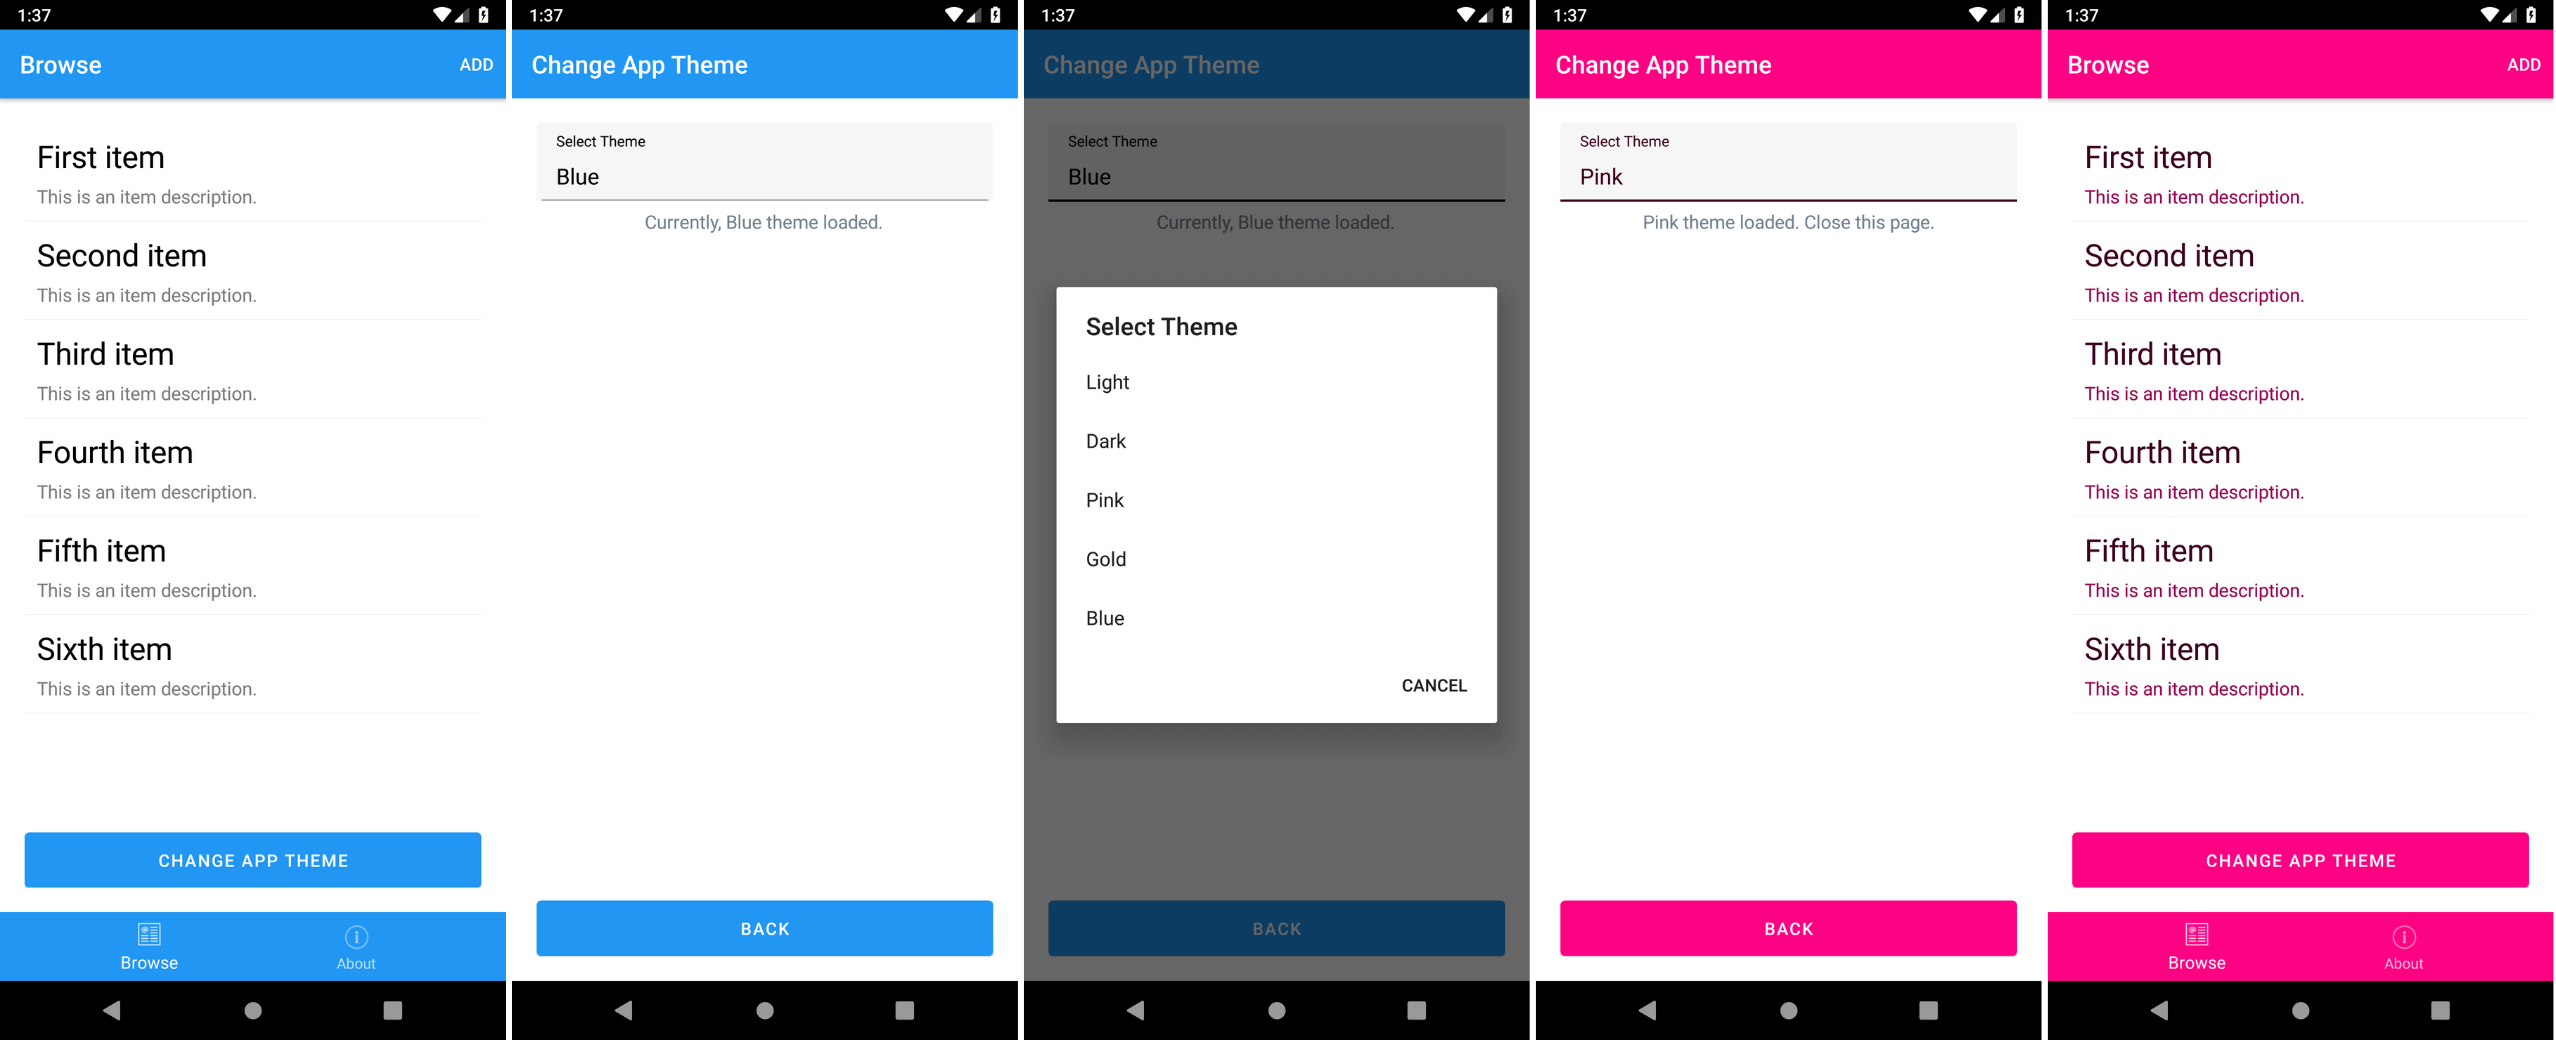 1:37
Browse
ADD
First item
This is an item description.
Second item
This is an item description.
Third item
This is an item description.
Fourth item
This is an item description.
Fifth item
This is an item description.
Sixth item
This is an item description.
CHANGE APP THEME
Browse
About
1:37
Change App Theme
Select Theme
Blue
Currently, Blue theme loaded.
BACK
1:37
Change App Theme
Select Theme
Blue
Currently, Blue theme loaded.
Select Theme
Light
Dark
Pink
Gold
Blue
CANCEL
BACK
1:37
Change App Theme
Select Theme
Pink
Pink theme loaded. Close this page.
BACK
1:37
Browse
ADD
First item
This is an item description.
Second item
This is an item description.
Third item
This is an item description.
Fourth item
This is an item description.
Fifth item
This is an item description.
Sixth item
This is an item description.
CHANGE APP THEME
Browse
About